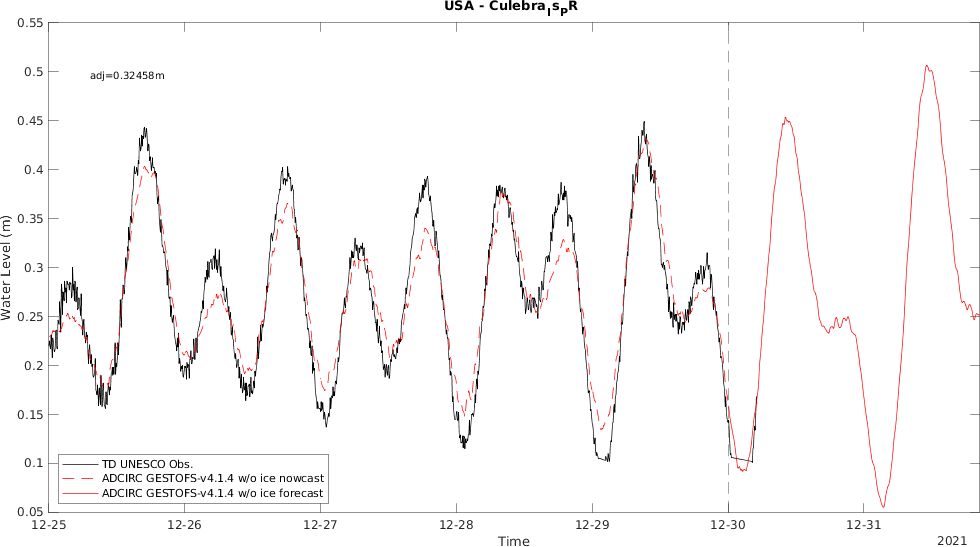 USA - Culebra_Is_PR
0.55
0.5
0.45
0.4
0.35
0.3
0.25
0.2
0.15
0.1
0.05
Water Level (m)
adj=0.32458m
TD UNESCO Obs.
ADCIRC GESTOFS-v4.1.4 w/o ice nowcast
ADCIRC GESTOFS-v4.1.4 w/o ice forecast
12-25 12-26 12-27 12-28 12-29 12-30 12-31
Time
2021